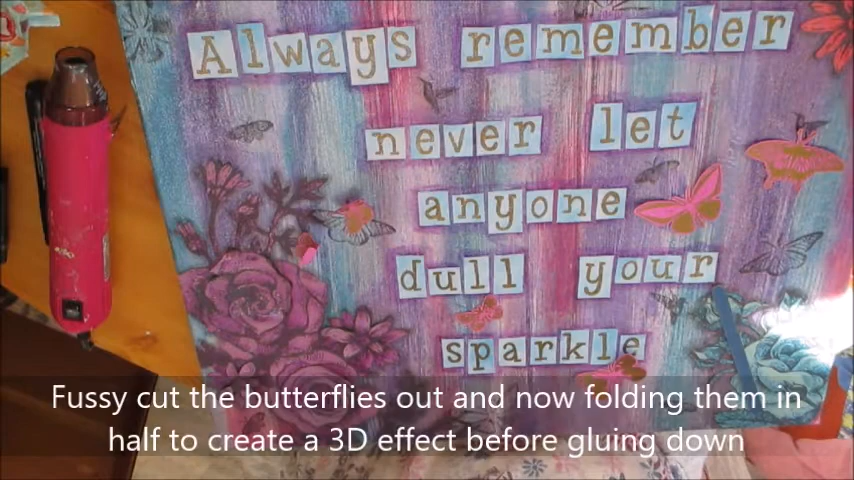 Always remember
never let
anyone
dull your
sparkle
Fussy cut the butterflies out and now folding them in
half to create a 3D effect before gluing down